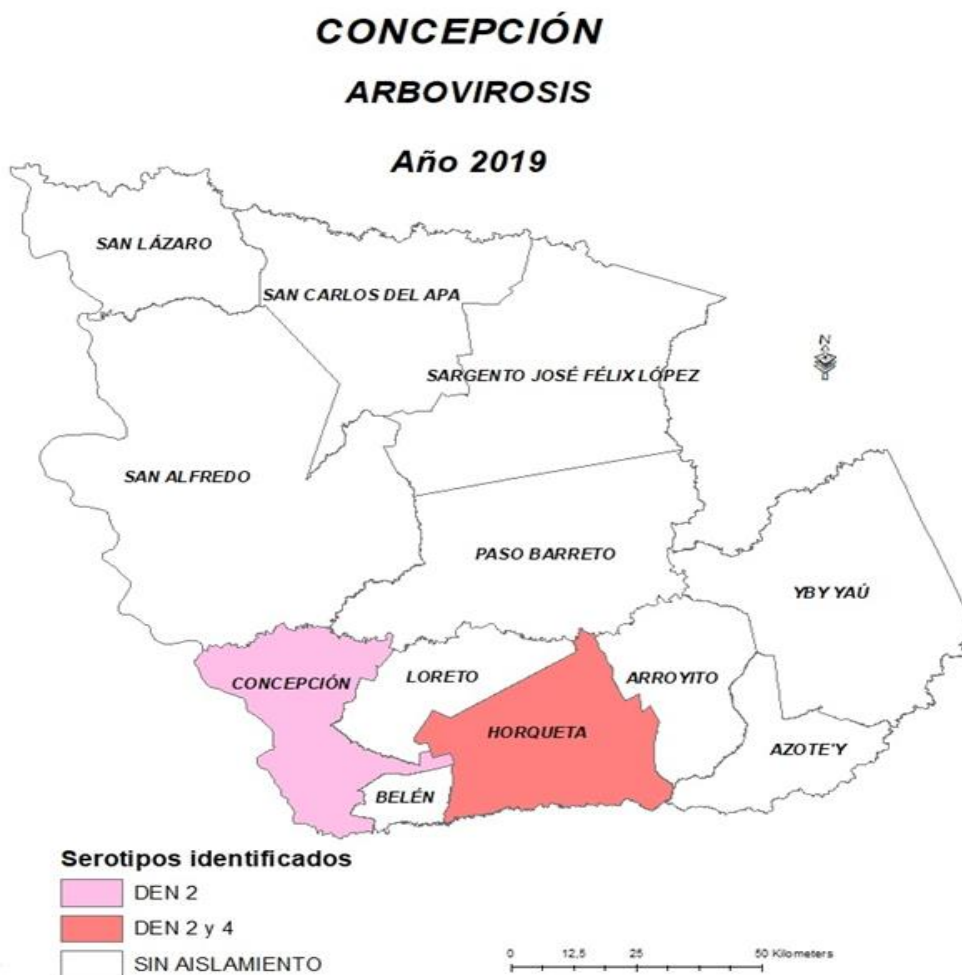 CONCEPCIÓN
ARBOVIROSIS
Año 2019
SAN LÁZARO
SAN CARLOS DEL APA
N
SARGENTO JOSÉ FÉLIX LÓPEZ
SAN ALFREDO
PASO BARRETO
YBY YAÚ
CONCEPCIÓN
LORETO
ARROYITO
HORQUETA
AZOTE'Y
BELÉN
Serotipos identificados
DEN 2
DEN 2 y 4
SIN AISLAMIENTO
0 12,5 25 50 Kilometers